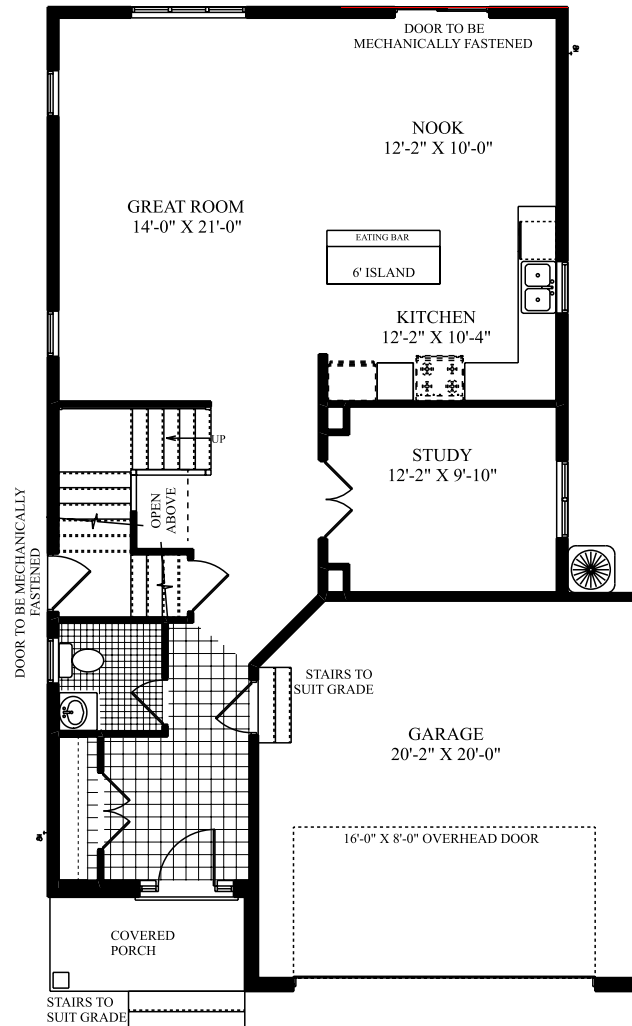 DOOR TO BE
MECHANICALLY FASTENED
NOOK
12'-2" X 10'-0"
GREAT ROOM
14'-0" X 21'-0"
EATING BAR
6' ISLAND
KITCHEN
12'-2" X 10'-4"
UP
STUDY
12'-2" X 9'-10"
OPEN
ABOVE
DOOR TO BE MECHANICALLY
FASTENED
STAIRS TO
SUIT GRADE
GARAGE
20'-2" X 20'-0"
16'-0" X 8'-0" OVERHEAD DOOR
COVERED
PORCH
STAIRS TO
SUIT GRADE